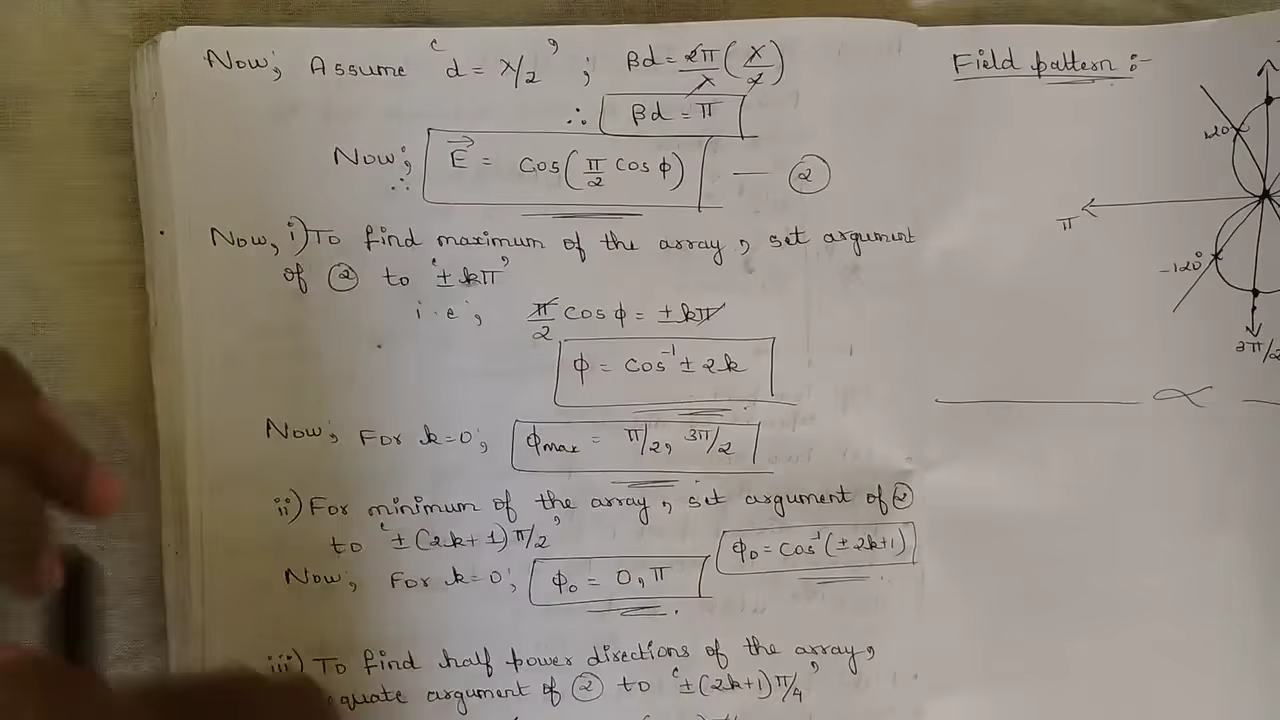 Now; Assume 'd = λ/2' ; βd = 2π/λ (λ/2)
∴ βd = π
Now; ∴ E⃗ = Cos(π/2 cos ϕ) — ②
Now, i) To find maximum of the array, set argument
of ② to '± kπ'
i.e; π/2 cos ϕ = ± kπ
ϕ = cos⁻¹ ± 2k
Now; For k=0; ϕmax = π/2, 3π/2
ii) For minimum of the array, set argument of ②
to '±(2k+1)π/2'
ϕ0 = cos⁻¹(±2k+1)
Now; For k=0; ϕ0 = 0, π
iii) To find half power directions of the array,
quate argument of ② to '±(2k+1)π/4'
Field pattern :-
120°
π
-120°
3π/2